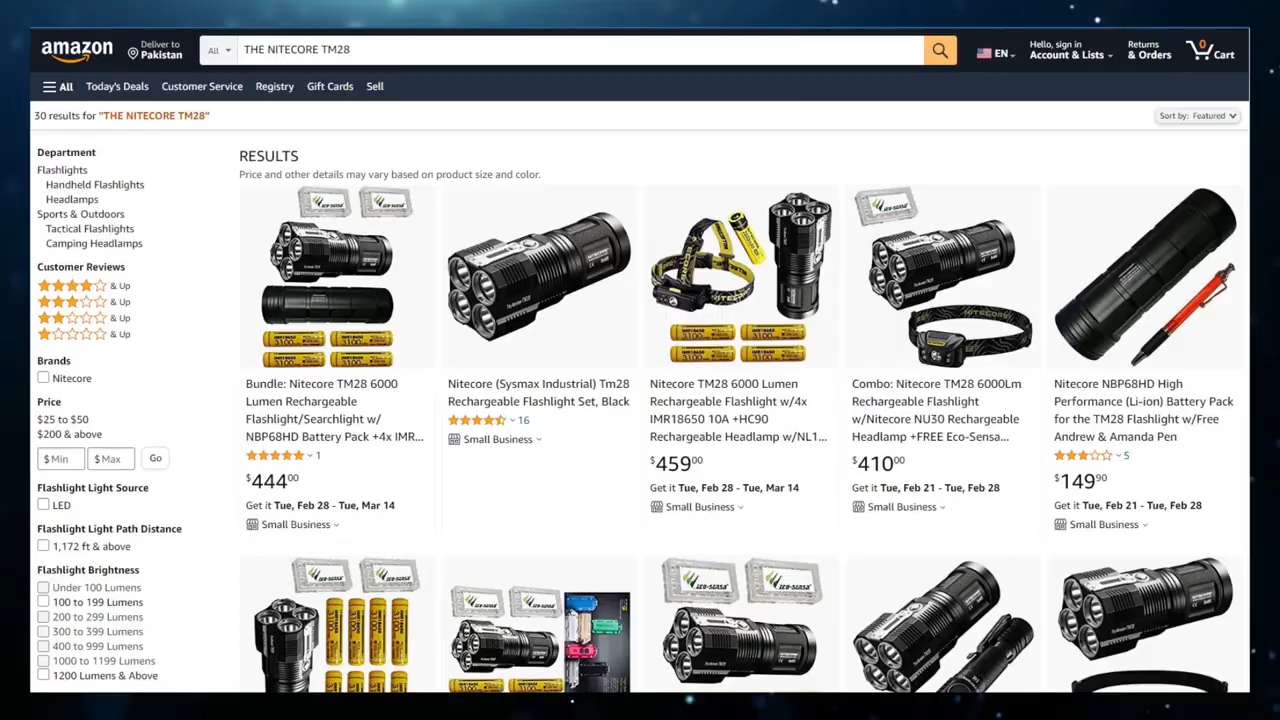 amazon
Deliver to
Pakistan
All
THE NITECORE TM28
EN
Hello, sign in
Account & Lists
Returns
& Orders
0
Cart
All
Today's Deals
Customer Service
Registry
Gift Cards
Sell
30 results for "THE NITECORE TM28"
Sort by: Featured
Department
Flashlights
Handheld Flashlights
Headlamps
Sports & Outdoors
Tactical Flashlights
Camping Headlamps
Customer Reviews
& Up
& Up
& Up
& Up
Brands
Nitecore
Price
$25 to $50
$200 & above
$ Min
$ Max
Go
Flashlight Light Source
LED
Flashlight Light Path Distance
1,172 ft & above
Flashlight Brightness
Under 100 Lumens
100 to 199 Lumens
200 to 299 Lumens
300 to 399 Lumens
400 to 999 Lumens
1000 to 1199 Lumens
1200 Lumens & Above
RESULTS
Price and other details may vary based on product size and color.
Bundle: Nitecore TM28 6000
Lumen Rechargeable
Flashlight/Searchlight w/
NBP68HD Battery Pack +4x IMR...
1
$44400
Get it Tue, Feb 28 - Tue, Mar 14
Small Business
Nitecore (Sysmax Industrial) Tm28
Rechargeable Flashlight Set, Black
16
Small Business
Nitecore TM28 6000 Lumen
Rechargeable Flashlight w/4x
IMR18650 10A +HC90
Rechargeable Headlamp w/NL1...
$45900
Get it Tue, Feb 28 - Tue, Mar 14
Small Business
Combo: Nitecore TM28 6000Lm
Rechargeable Flashlight
w/Nitecore NU30 Rechargeable
Headlamp +FREE Eco-Sensa...
$41000
Get it Tue, Feb 21 - Tue, Feb 28
Small Business
Nitecore NBP68HD High
Performance (Li-ion) Battery Pack
for the TM28 Flashlight w/Free
Andrew & Amanda Pen
5
$14990
Get it Tue, Feb 21 - Tue, Feb 28
Small Business